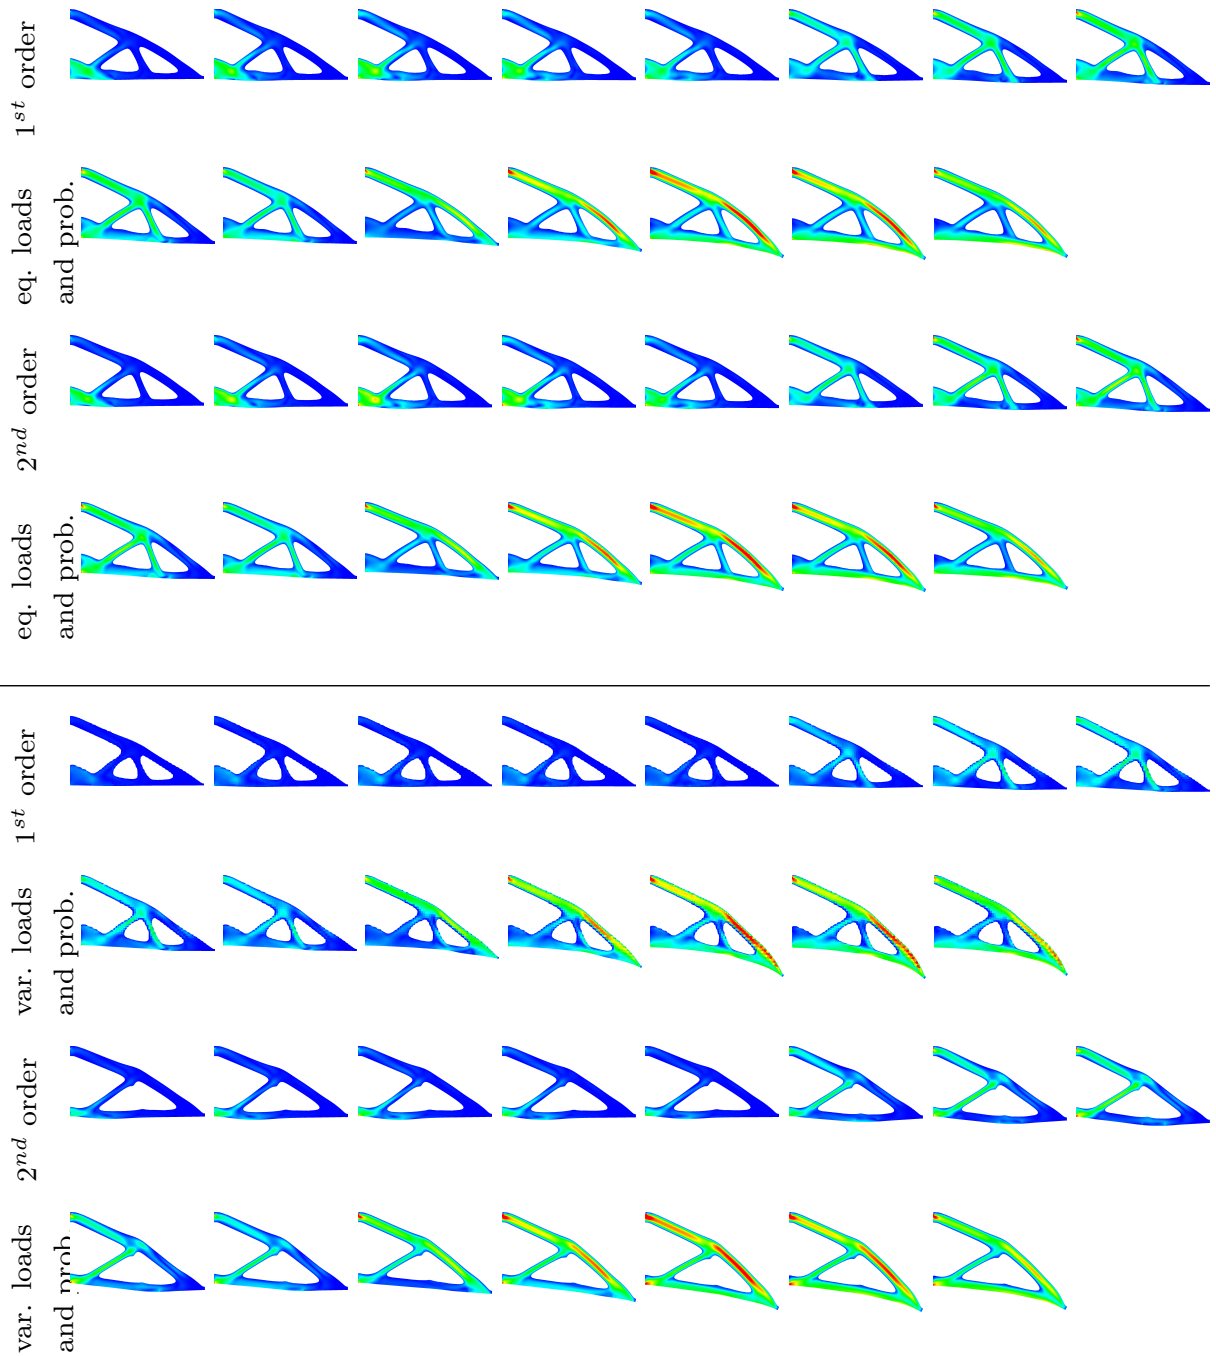 1st order
eq. loads
and prob.
2nd order
eq. loads
and prob.
1st order
var. loads
and prob.
2nd order
var. loads
and prob.